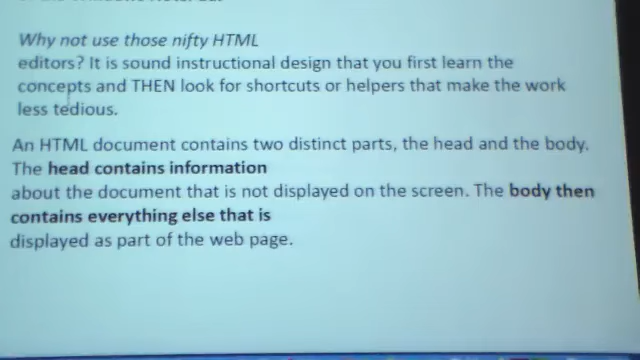 Why not use those nifty HTML
editors? It is sound instructional design that you first learn the
concepts and THEN look for shortcuts or helpers that make the work
less tedious.
An HTML document contains two distinct parts, the head and the body.
The head contains information
about the document that is not displayed on the screen. The body then
contains everything else that is
displayed as part of the web page.